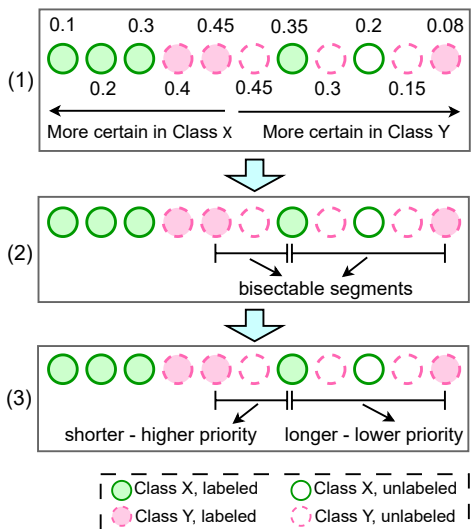 0.1 0.3 0.45 0.35 0.2 0.08
(1)
0.2 0.4 0.45 0.3 0.15
More certain in Class X More certain in Class Y
(2)
bisectable segments
(3)
shorter - higher priority longer - lower priority
Class X, labeled Class X, unlabeled
Class Y, labeled Class Y, unlabeled